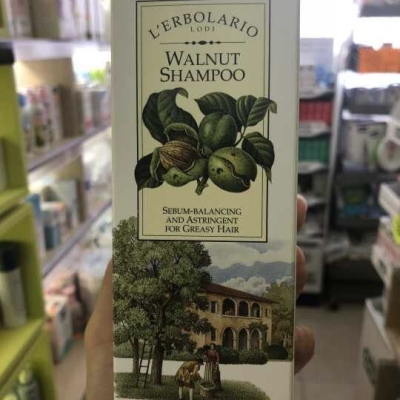 L'ERBOLARIO
LODI
WALNUT
SHAMPOO
SEBUM-BALANCING
AND ASTRINGENT
FOR GREASY HAIR